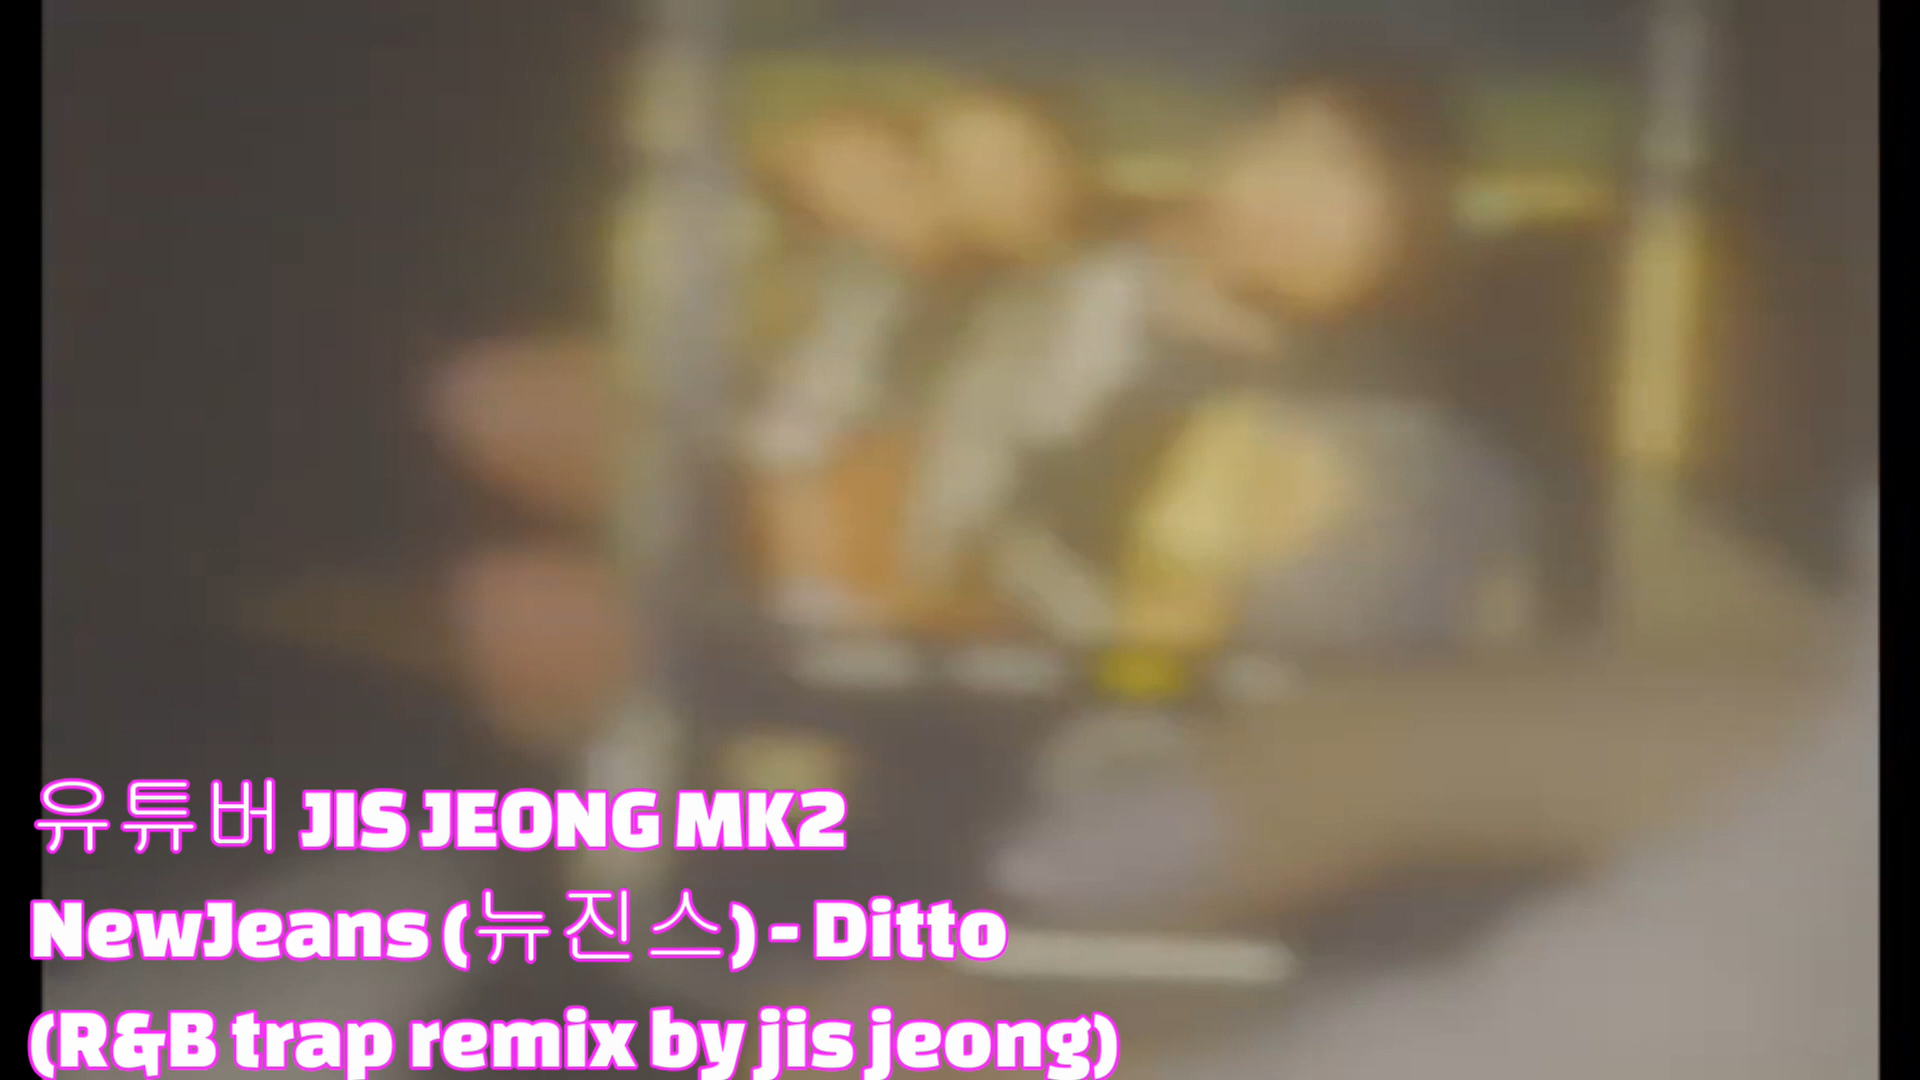 유튜버 JIS JEONG MK2
NewJeans (뉴진스) - Ditto
(R&B trap remix by jis jeong)